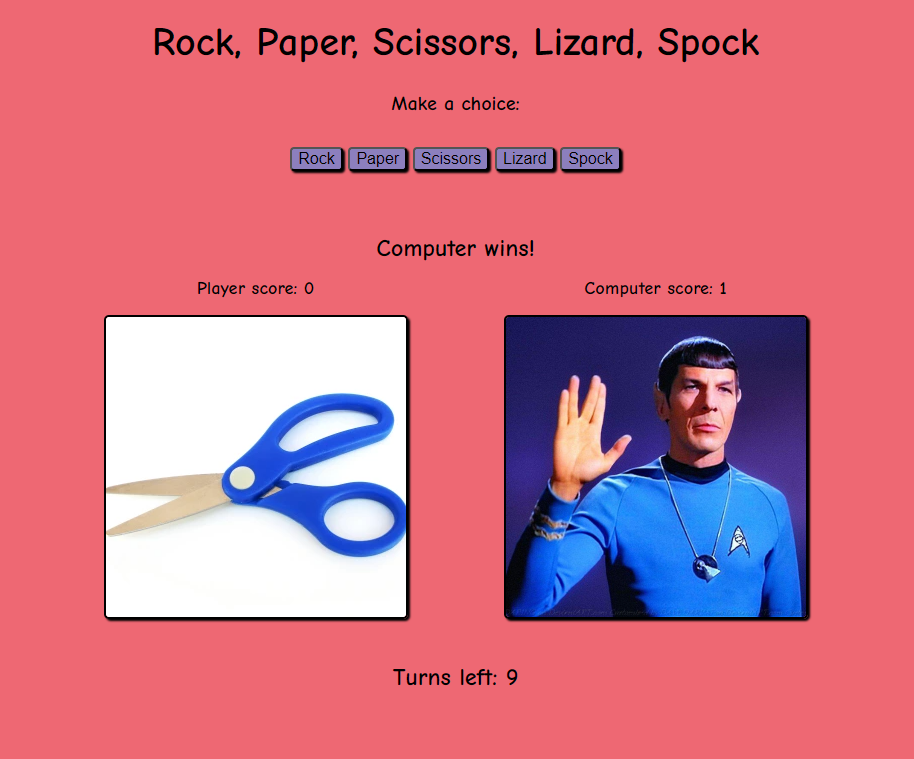 Rock, Paper, Scissors, Lizard, Spock
Make a choice:
Rock Paper Scissors Lizard Spock
Computer wins!
Player score: 0 Computer score: 1
Turns left: 9